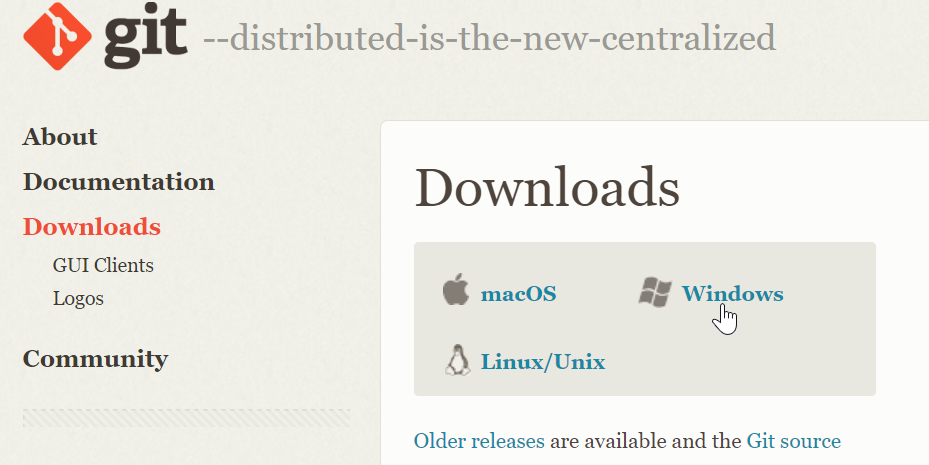 git --distributed-is-the-new-centralized
About
Documentation
Downloads
GUI Clients
Logos
Community
Downloads
macOS Windows
Linux/Unix
Older releases are available and the Git source